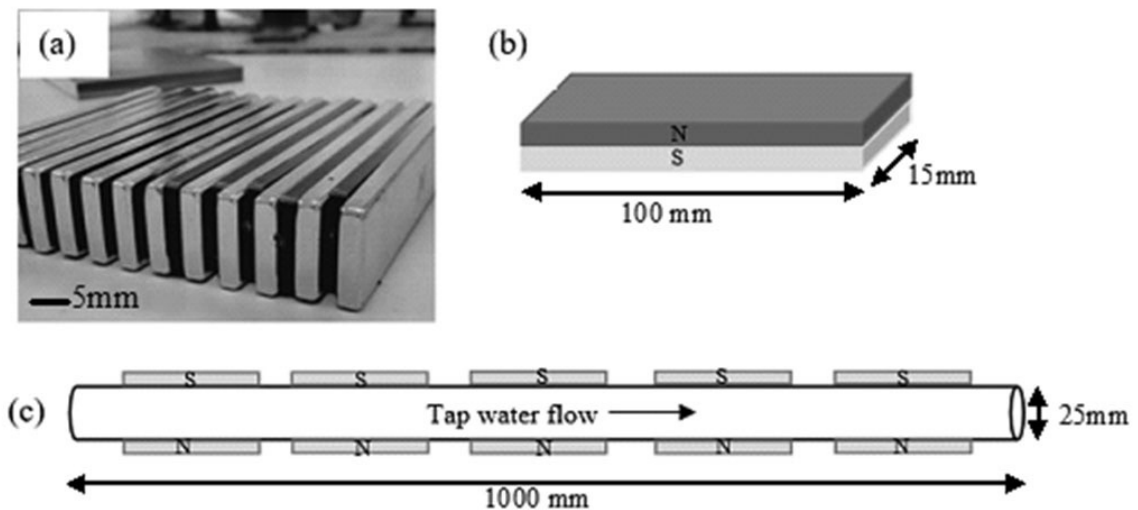 (a)
5mm
(b)
N
S
15mm
100 mm
S S S S S
(c)
Tap water flow
25mm
N N N N N
1000 mm